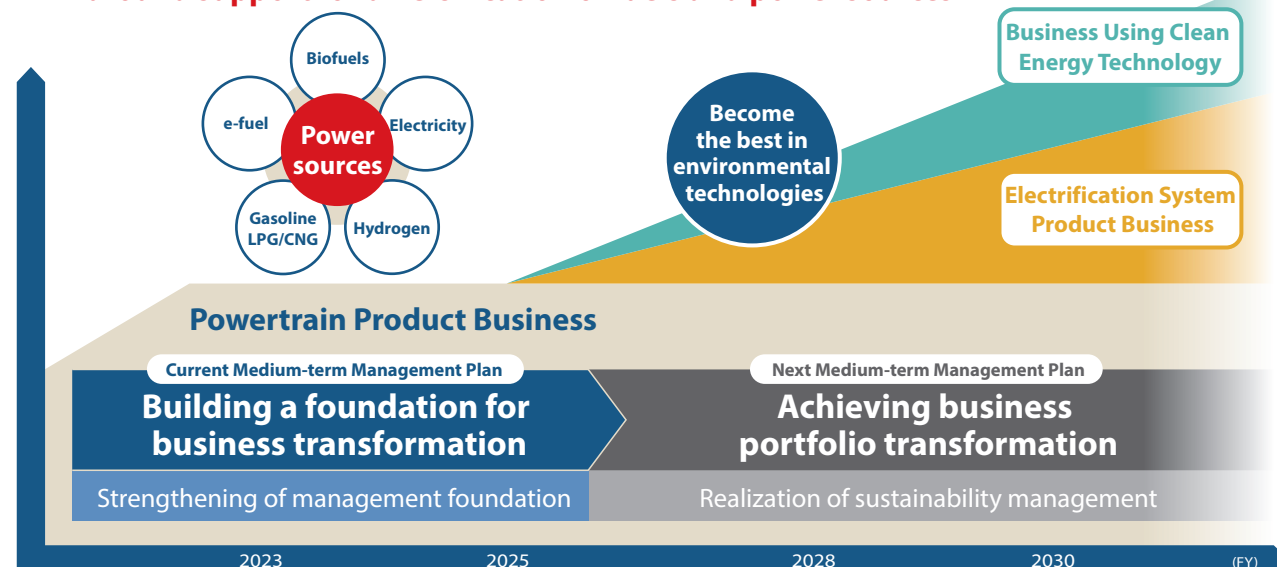 Biofuels
e-fuel
Electricity
Power
sources
Gasoline
LPG/CNG
Hydrogen
Become
the best in
environmental
technologies
Business Using Clean
Energy Technology
Electrification System
Product Business
Powertrain Product Business
Current Medium-term Management Plan
Building a foundation for
business transformation
Strengthening of management foundation
Next Medium-term Management Plan
Achieving business
portfolio transformation
Realization of sustainability management
2023 2025 2028 2030 (FY)